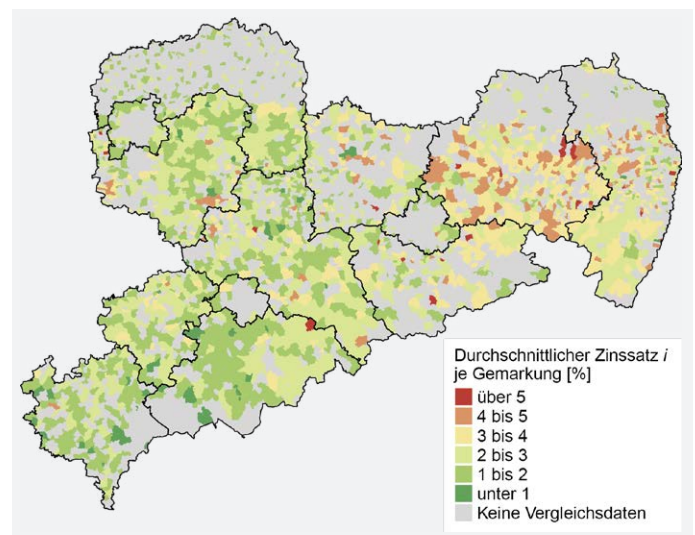 Durchschnittlicher Zinssatz i
je Gemarkung [%]
über 5
4 bis 5
3 bis 4
2 bis 3
1 bis 2
unter 1
Keine Vergleichsdaten